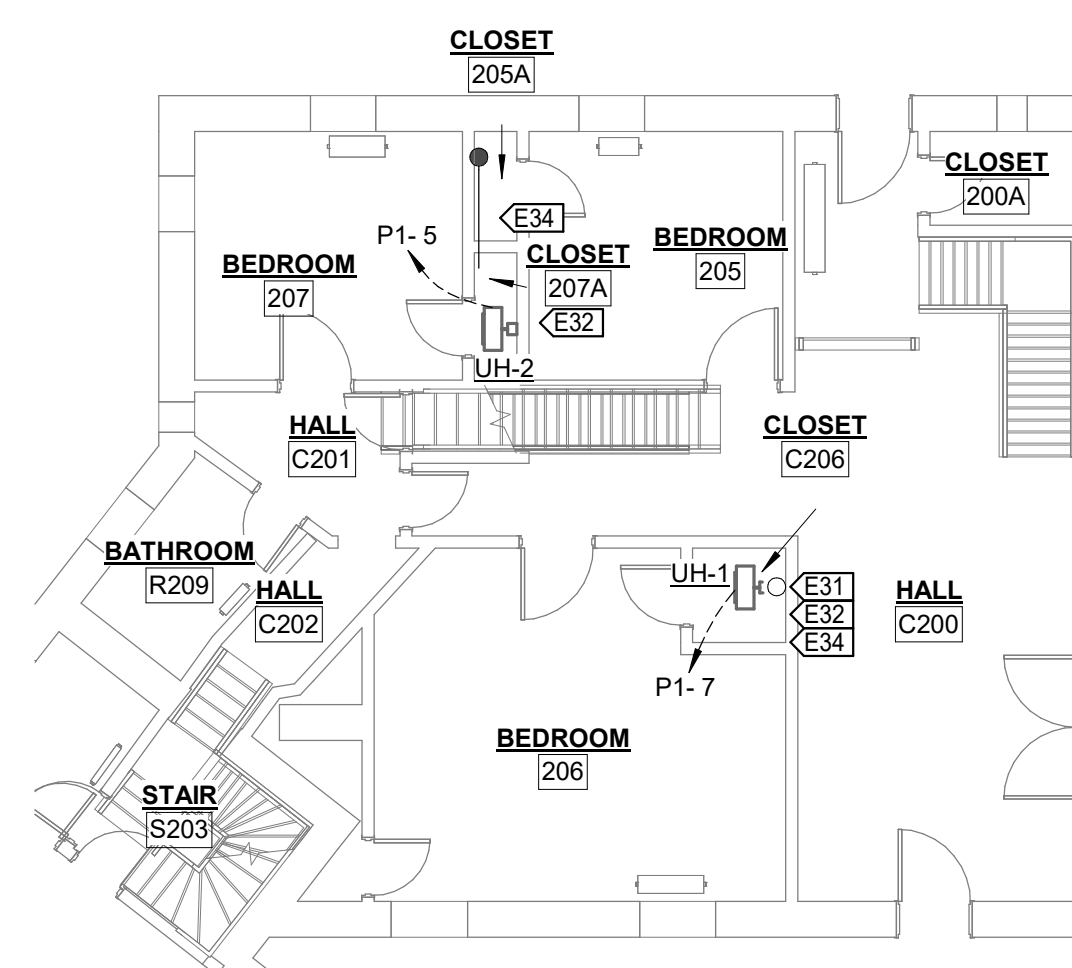 CLOSET
205A
CLOSET
200A
E34
P1- 5
BEDROOM
205
CLOSET
207A
BEDROOM
207
E32
UH-2
HALL
C201
CLOSET
C206
BATHROOM
R209
HALL
C202
UH-1
E31
E32
E34
HALL
C200
P1- 7
BEDROOM
206
STAIR
S203